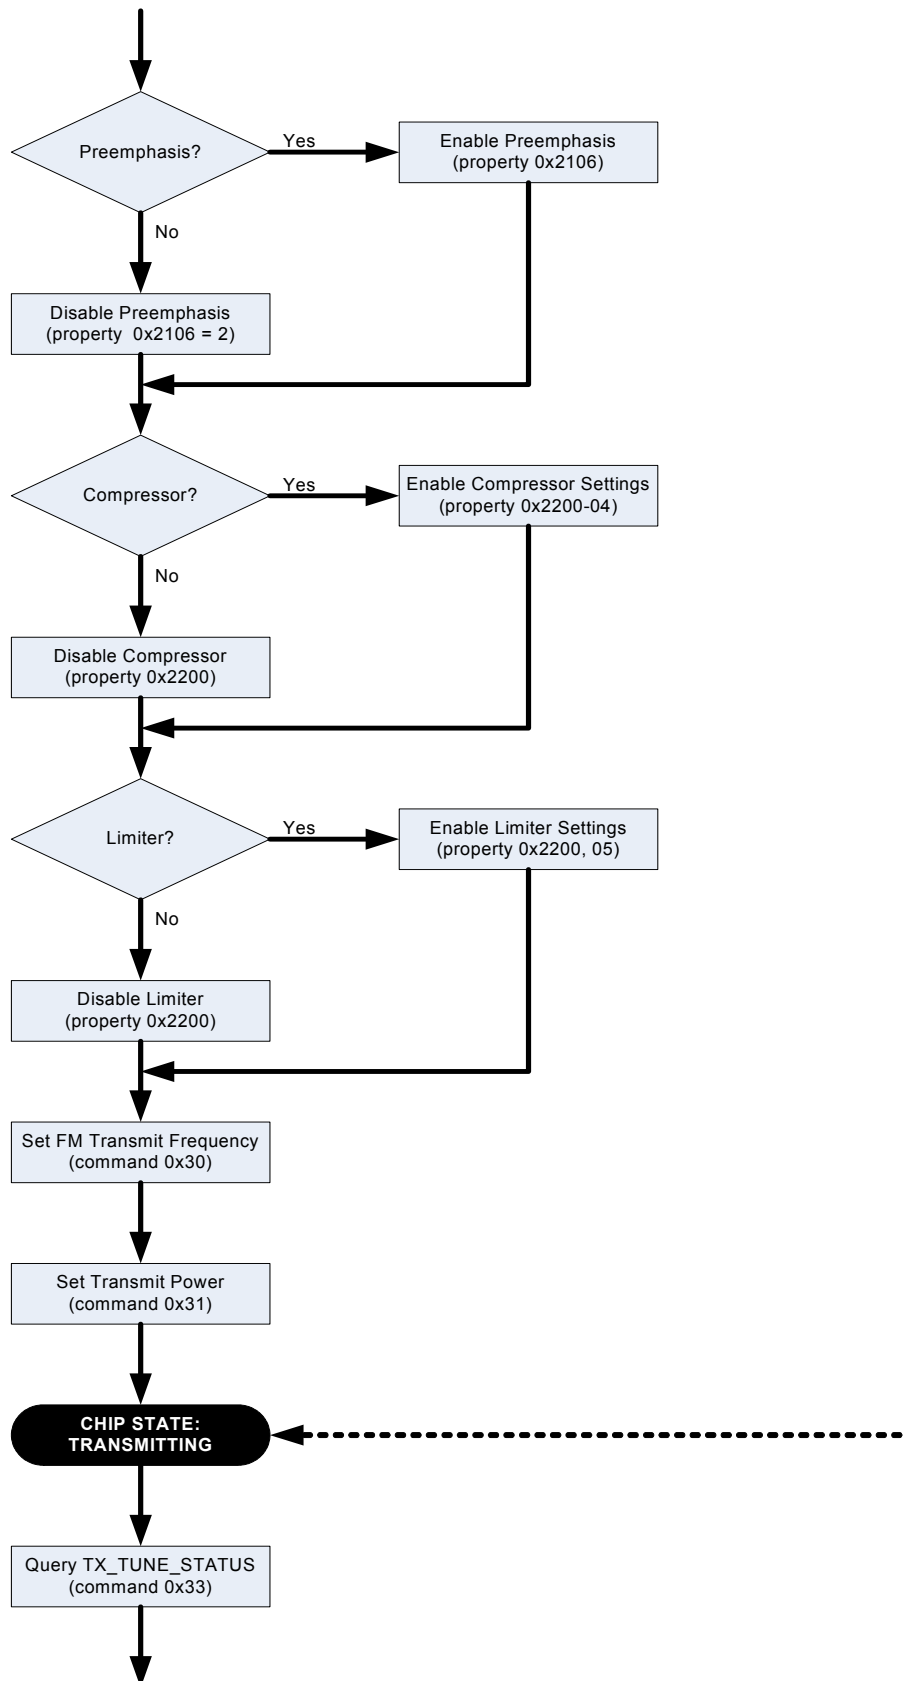 Preemphasis?
Yes
Enable Preemphasis
(property 0x2106)
No
Disable Preemphasis
(property 0x2106 = 2)
Compressor?
Yes
Enable Compressor Settings
(property 0x2200-04)
No
Disable Compressor
(property 0x2200)
Limiter?
Yes
Enable Limiter Settings
(property 0x2200, 05)
No
Disable Limiter
(property 0x2200)
Set FM Transmit Frequency
(command 0x30)
Set Transmit Power
(command 0x31)
CHIP STATE:
TRANSMITTING
Query TX_TUNE_STATUS
(command 0x33)